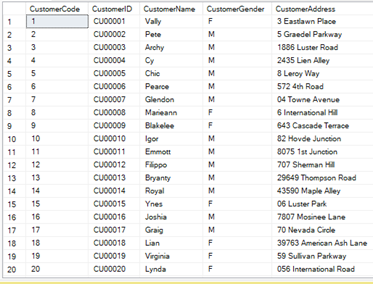 CustomerCode CustomerID CustomerName CustomerGender CustomerAddress
1 1 CU00001 Vally F 3 Eastlawn Place
2 2 CU00002 Pete M 5 Graedel Parkway
3 3 CU00003 Archy M 1886 Luster Road
4 4 CU00004 Cy M 2435 Lien Alley
5 5 CU00005 Chic M 8 Leroy Way
6 6 CU00006 Pearce M 572 4th Road
7 7 CU00007 Glendon M 04 Towne Avenue
8 8 CU00008 Marieann F 6 International Hill
9 9 CU00009 Blakelee F 643 Cascade Terrace
10 10 CU00010 Igor M 82 Hovde Junction
11 11 CU00011 Emmott M 8075 1st Junction
12 12 CU00012 Filippo M 707 Sherman Hill
13 13 CU00013 Bryanty M 29649 Thompson Road
14 14 CU00014 Royal M 43590 Maple Alley
15 15 CU00015 Ynes F 06 Luster Park
16 16 CU00016 Joshia M 7807 Mosinee Lane
17 17 CU00017 Graig M 70 Nevada Circle
18 18 CU00018 Lian F 39763 American Ash Lane
19 19 CU00019 Virginia F 59 Sullivan Parkway
20 20 CU00020 Lynda F 056 International Road